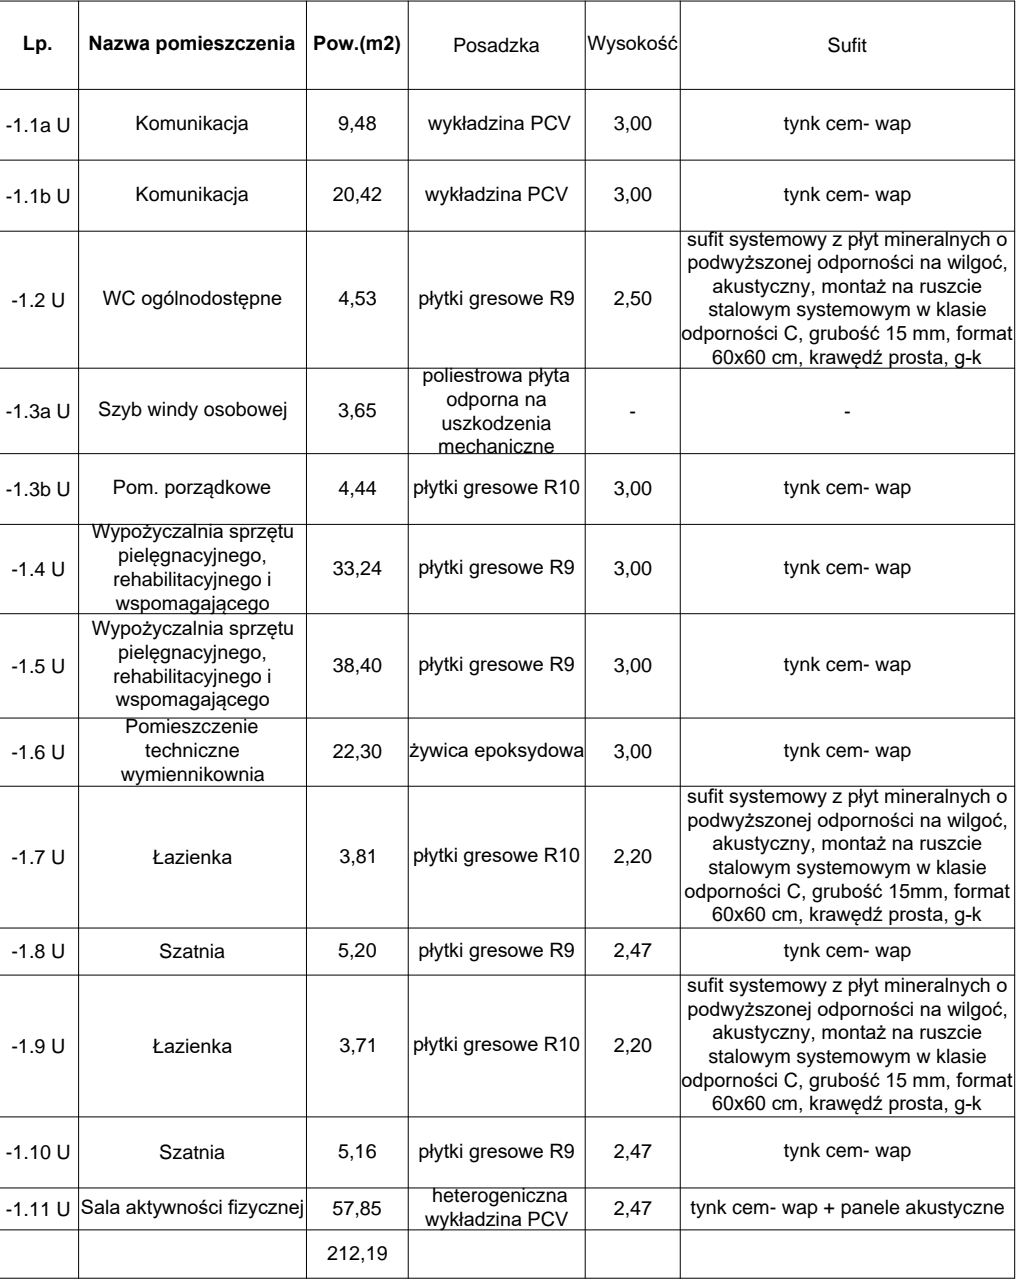 Lp. Nazwa pomieszczenia Pow.(m2) Posadzka Wysokość Sufit
-1.1a U Komunikacja 9,48 wykładzina PCV 3,00 tynk cem- wap
-1.1b U Komunikacja 20,42 wykładzina PCV 3,00 tynk cem- wap
-1.2 U WC ogólnodostępne 4,53 płytki gresowe R9 2,50
sufit systemowy z płyt mineralnych o
podwyższonej odporności na wilgoć,
akustyczny, montaż na ruszcie
stalowym systemowym w klasie
odporności C, grubość 15 mm, format
60x60 cm, krawędź prosta, g-k
-1.3a U Szyb windy osobowej 3,65
poliestrowa płyta
odporna na
uszkodzenia
mechaniczne
- -
-1.3b U Pom. porządkowe 4,44 płytki gresowe R10 3,00 tynk cem- wap
-1.4 U
Wypożyczalnia sprzętu
pielęgnacyjnego,
rehabilitacyjnego i
wspomagającego
33,24 płytki gresowe R9 3,00 tynk cem- wap
-1.5 U
Wypożyczalnia sprzętu
pielęgnacyjnego,
rehabilitacyjnego i
wspomagającego
38,40 płytki gresowe R9 3,00 tynk cem- wap
-1.6 U
Pomieszczenie
techniczne
wymiennikownia
22,30 żywica epoksydowa 3,00 tynk cem- wap
-1.7 U Łazienka 3,81 płytki gresowe R10 2,20
sufit systemowy z płyt mineralnych o
podwyższonej odporności na wilgoć,
akustyczny, montaż na ruszcie
stalowym systemowym w klasie
odporności C, grubość 15mm, format
60x60 cm, krawędź prosta, g-k
-1.8 U Szatnia 5,20 płytki gresowe R9 2,47 tynk cem- wap
-1.9 U Łazienka 3,71 płytki gresowe R10 2,20
sufit systemowy z płyt mineralnych o
podwyższonej odporności na wilgoć,
akustyczny, montaż na ruszcie
stalowym systemowym w klasie
odporności C, grubość 15 mm, format
60x60 cm, krawędź prosta, g-k
-1.10 U Szatnia 5,16 płytki gresowe R9 2,47 tynk cem- wap
-1.11 U Sala aktywności fizycznej 57,85
heterogeniczna
wykładzina PCV
2,47 tynk cem- wap + panele akustyczne
212,19